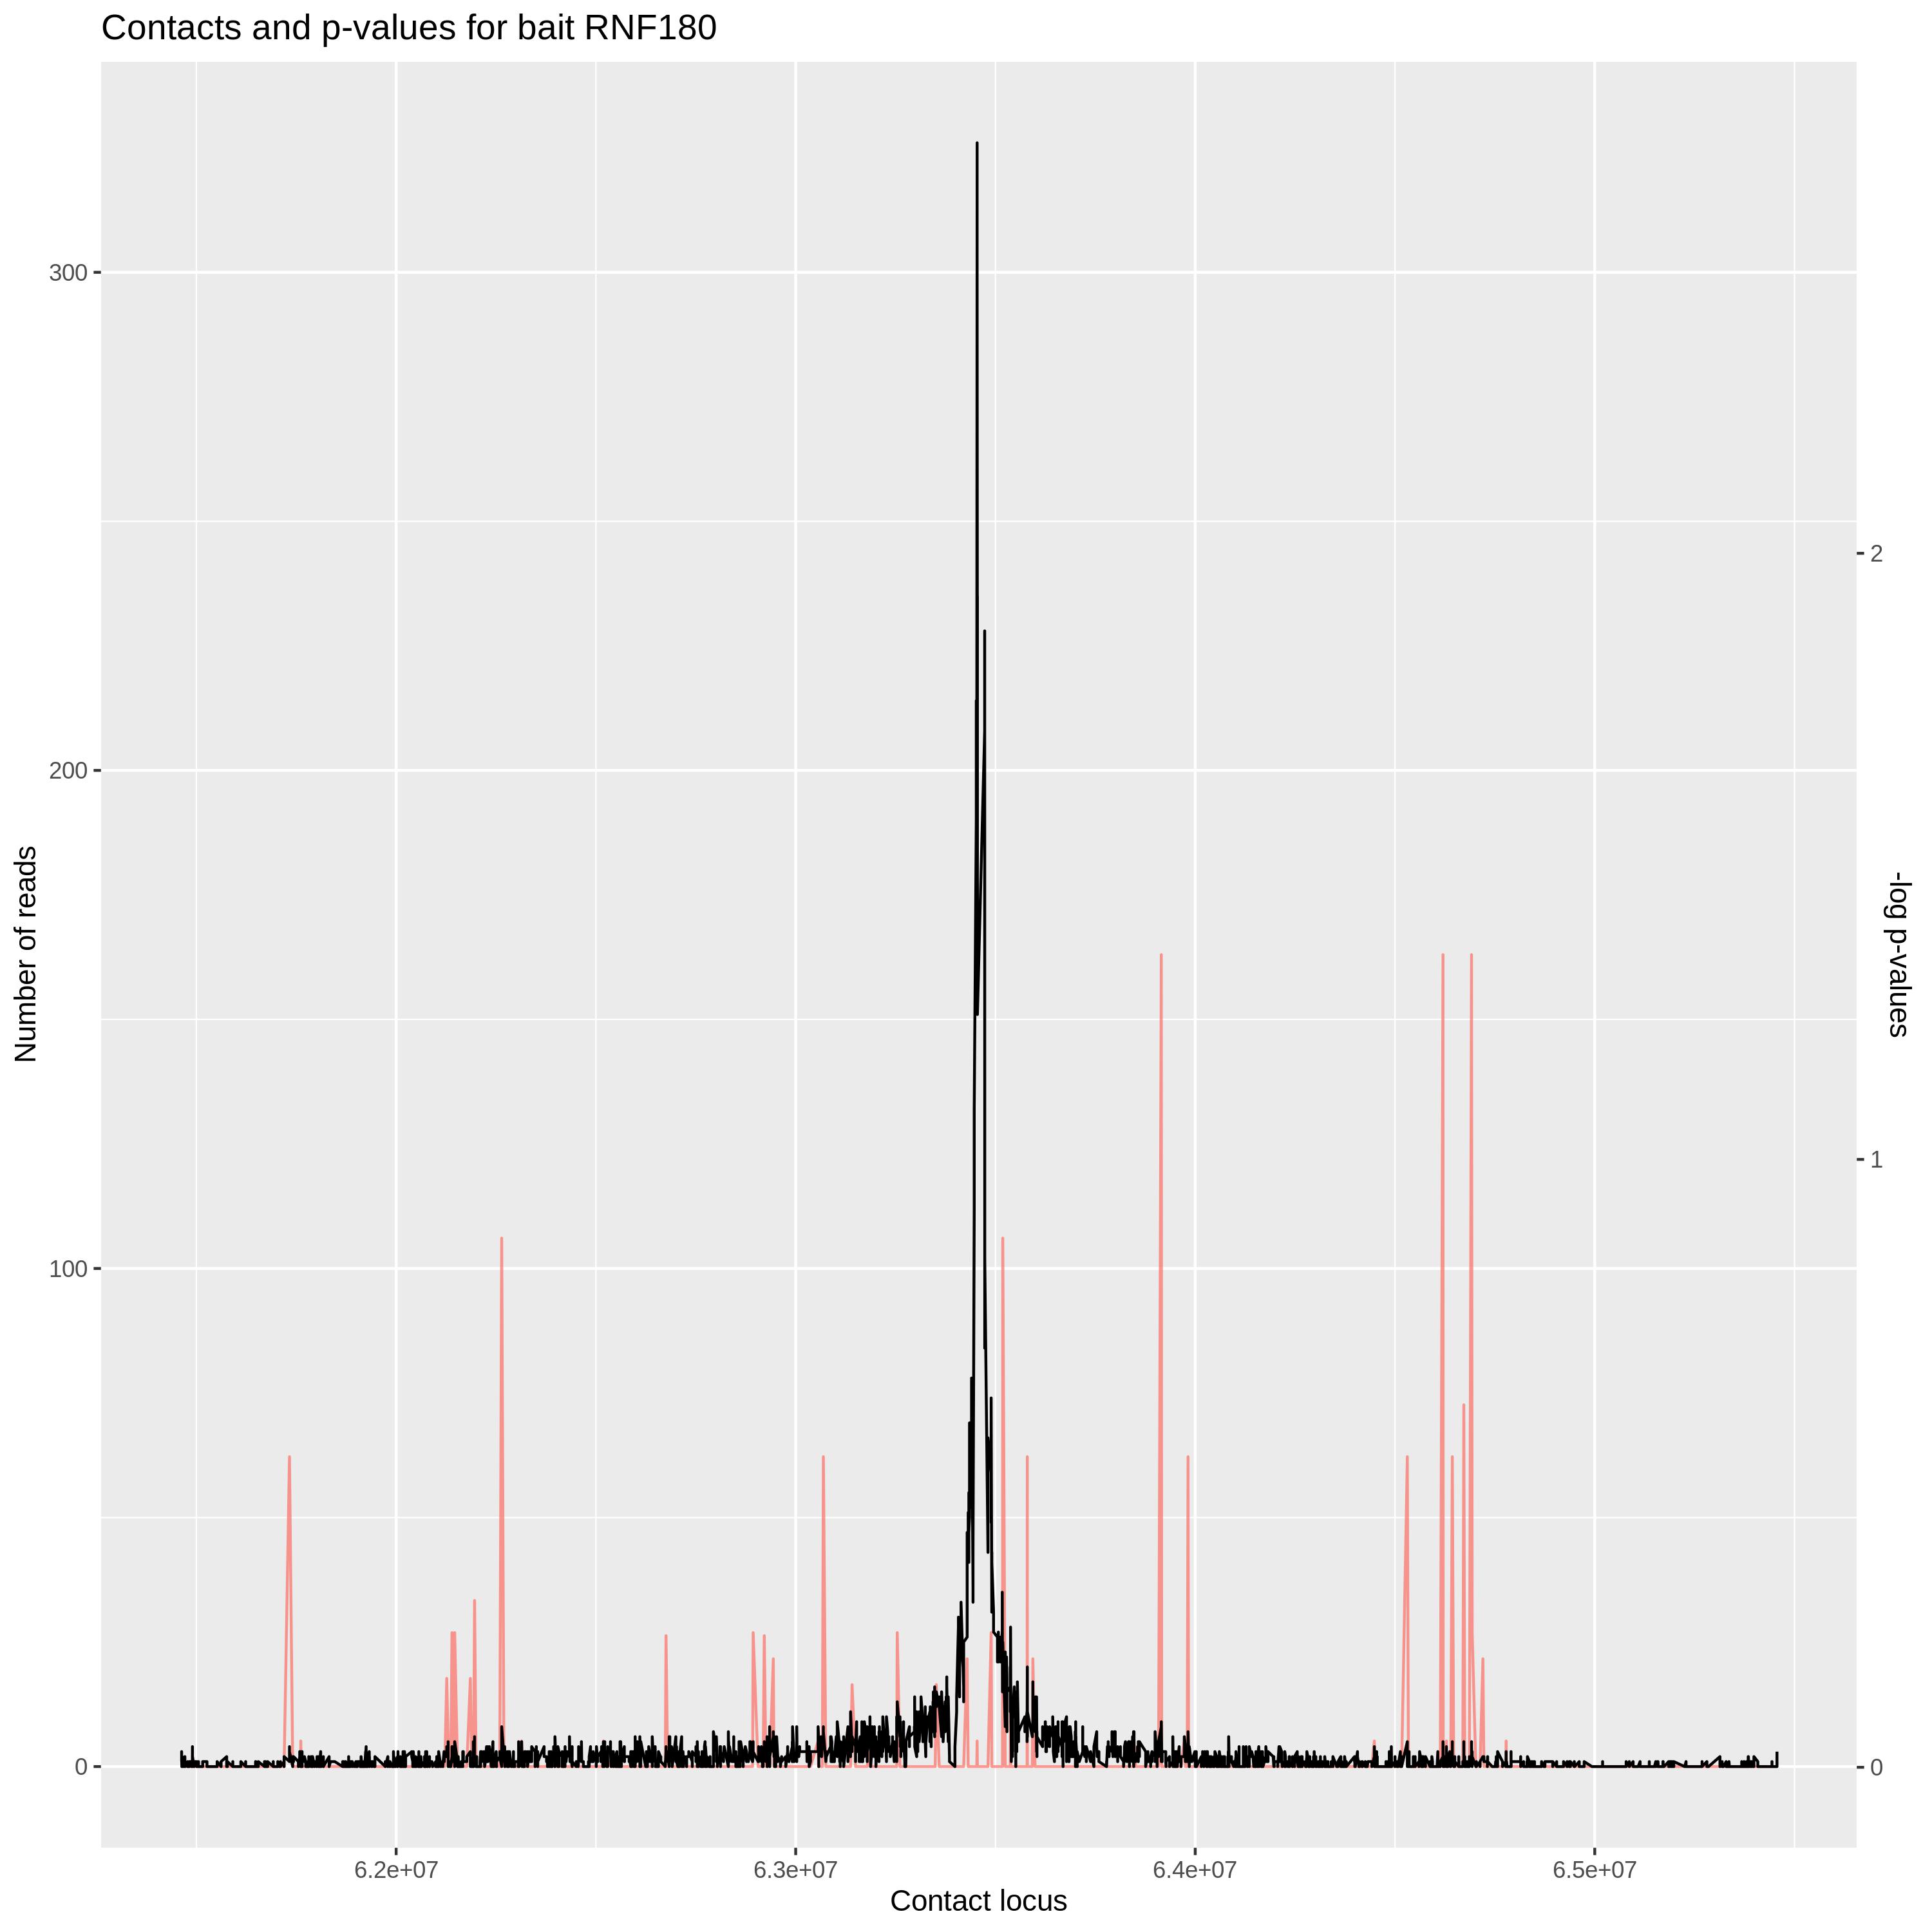 Contacts and p-values for bait RNF180
Number of reads
300
200
100
0
-log p-values
2
1
0
6.2e+07
6.3e+07
6.4e+07
6.5e+07
Contact locus